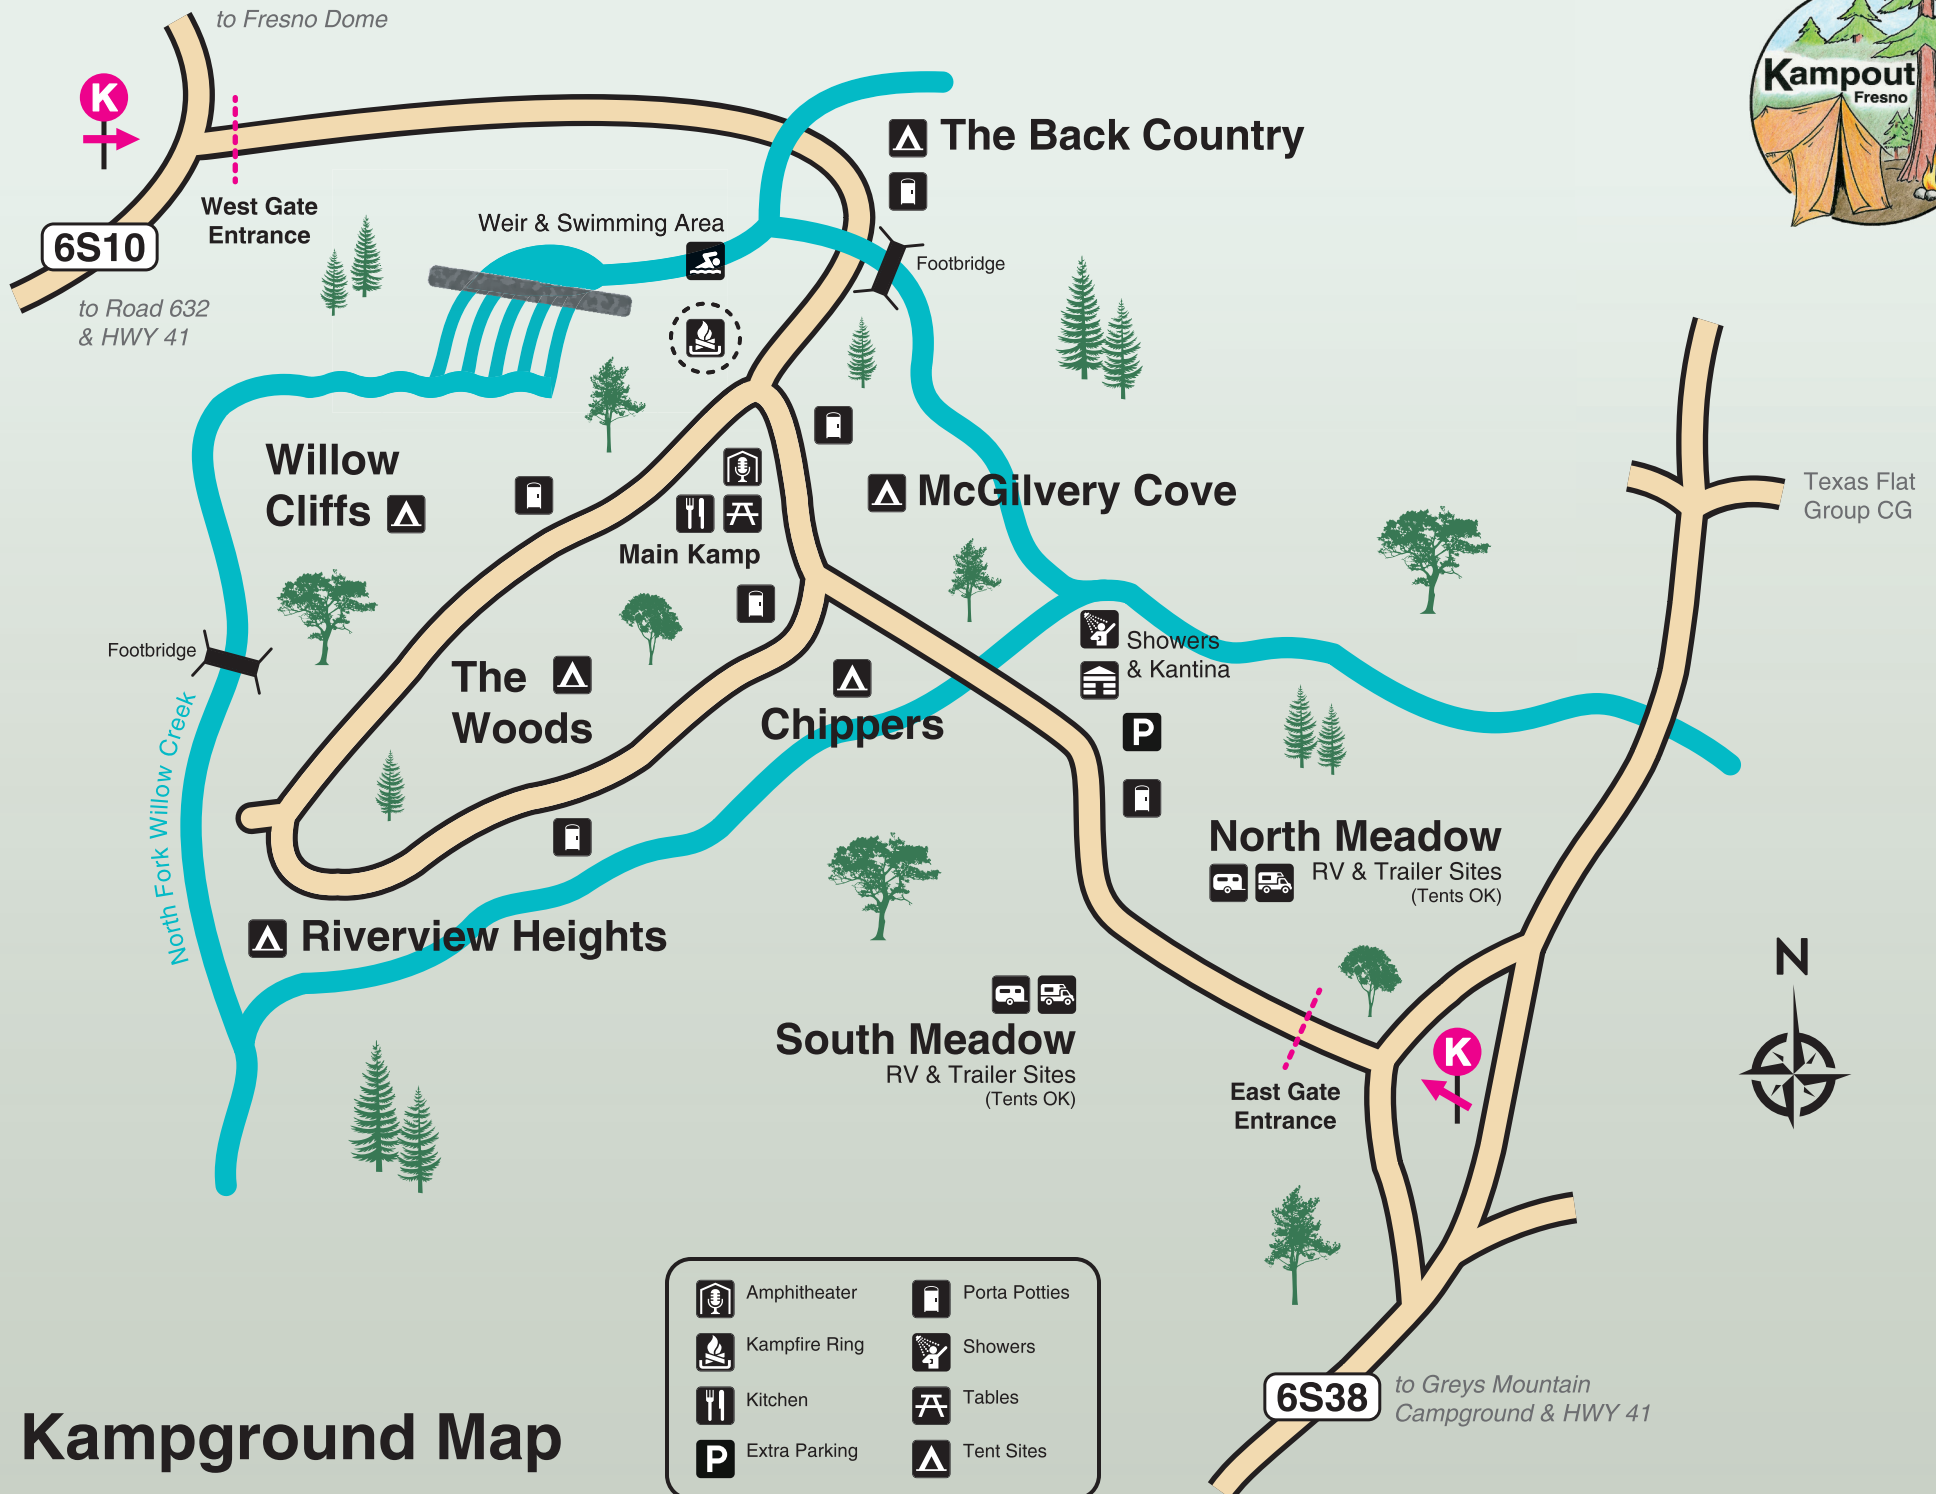 to Fresno Dome
K
Kampout
Fresno
The Back Country
West Gate
Entrance
6S10
to Road 632
& HWY 41
Weir & Swimming Area
Footbridge
Willow
Cliffs
McGilvery Cove
Main Kamp
Texas Flat
Group CG
Footbridge
The
Woods
Showers
& Kantina
Chippers
P
North Fork Willow Creek
North Meadow
RV & Trailer Sites
(Tents OK)
Riverview Heights
South Meadow
RV & Trailer Sites
(Tents OK)
East Gate
Entrance
K
N
Amphitheater
Porta Potties
Kampfire Ring
Showers
Kitchen
Tables
P
Extra Parking
Tent Sites
6S38
to Greys Mountain
Campground & HWY 41
Kampground Map